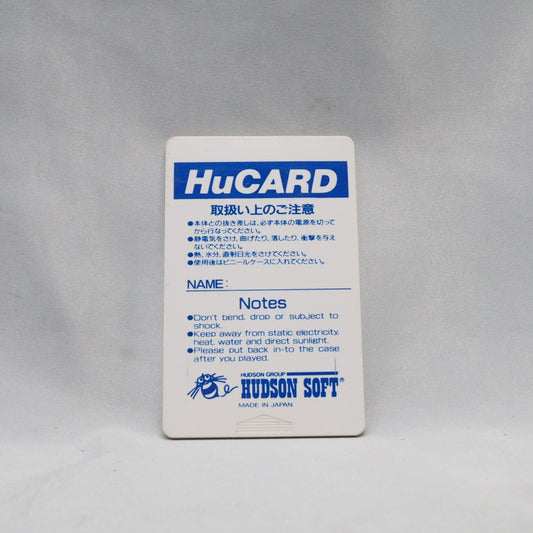 HuCARD
取扱い上のご注意
●本体との抜き差しは、必ず本体の電源を切って
から行なってください。
●静電気をさけ、曲げたり、落したり、衝撃を与え
ないでください。
●熱、水分、直射日光をさけてください。
●使用後はビニールケースに入れてください。
NAME:
Notes
●Don't bend, drop or subject to
shock.
●Keep away from static electricity,
heat, water and direct sunlight.
●Please put back in-to the case
after you played.
HUDSON GROUP
HUDSON SOFT®
MADE IN JAPAN